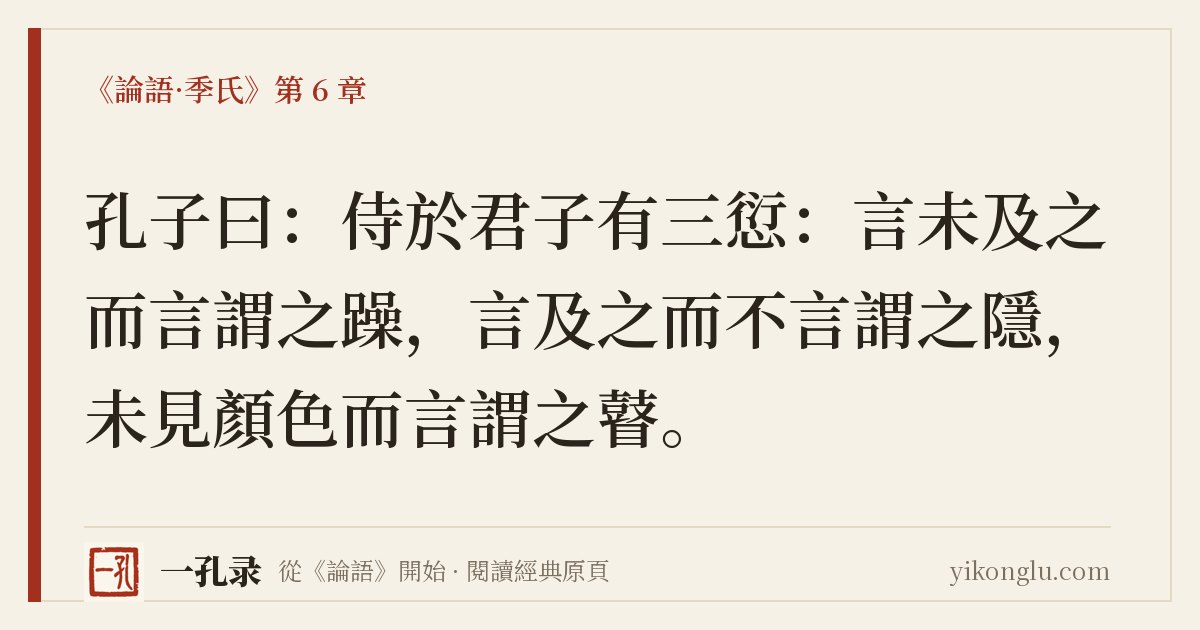 《論語·季氏》第 6 章
孔子曰：侍於君子有三愆：言未及之
而言謂之躁，言及之而不言謂之隱，
未見顏色而言謂之瞽。
一孔
一孔录 從《論語》開始 · 閱讀經典原頁 yikonglu.com